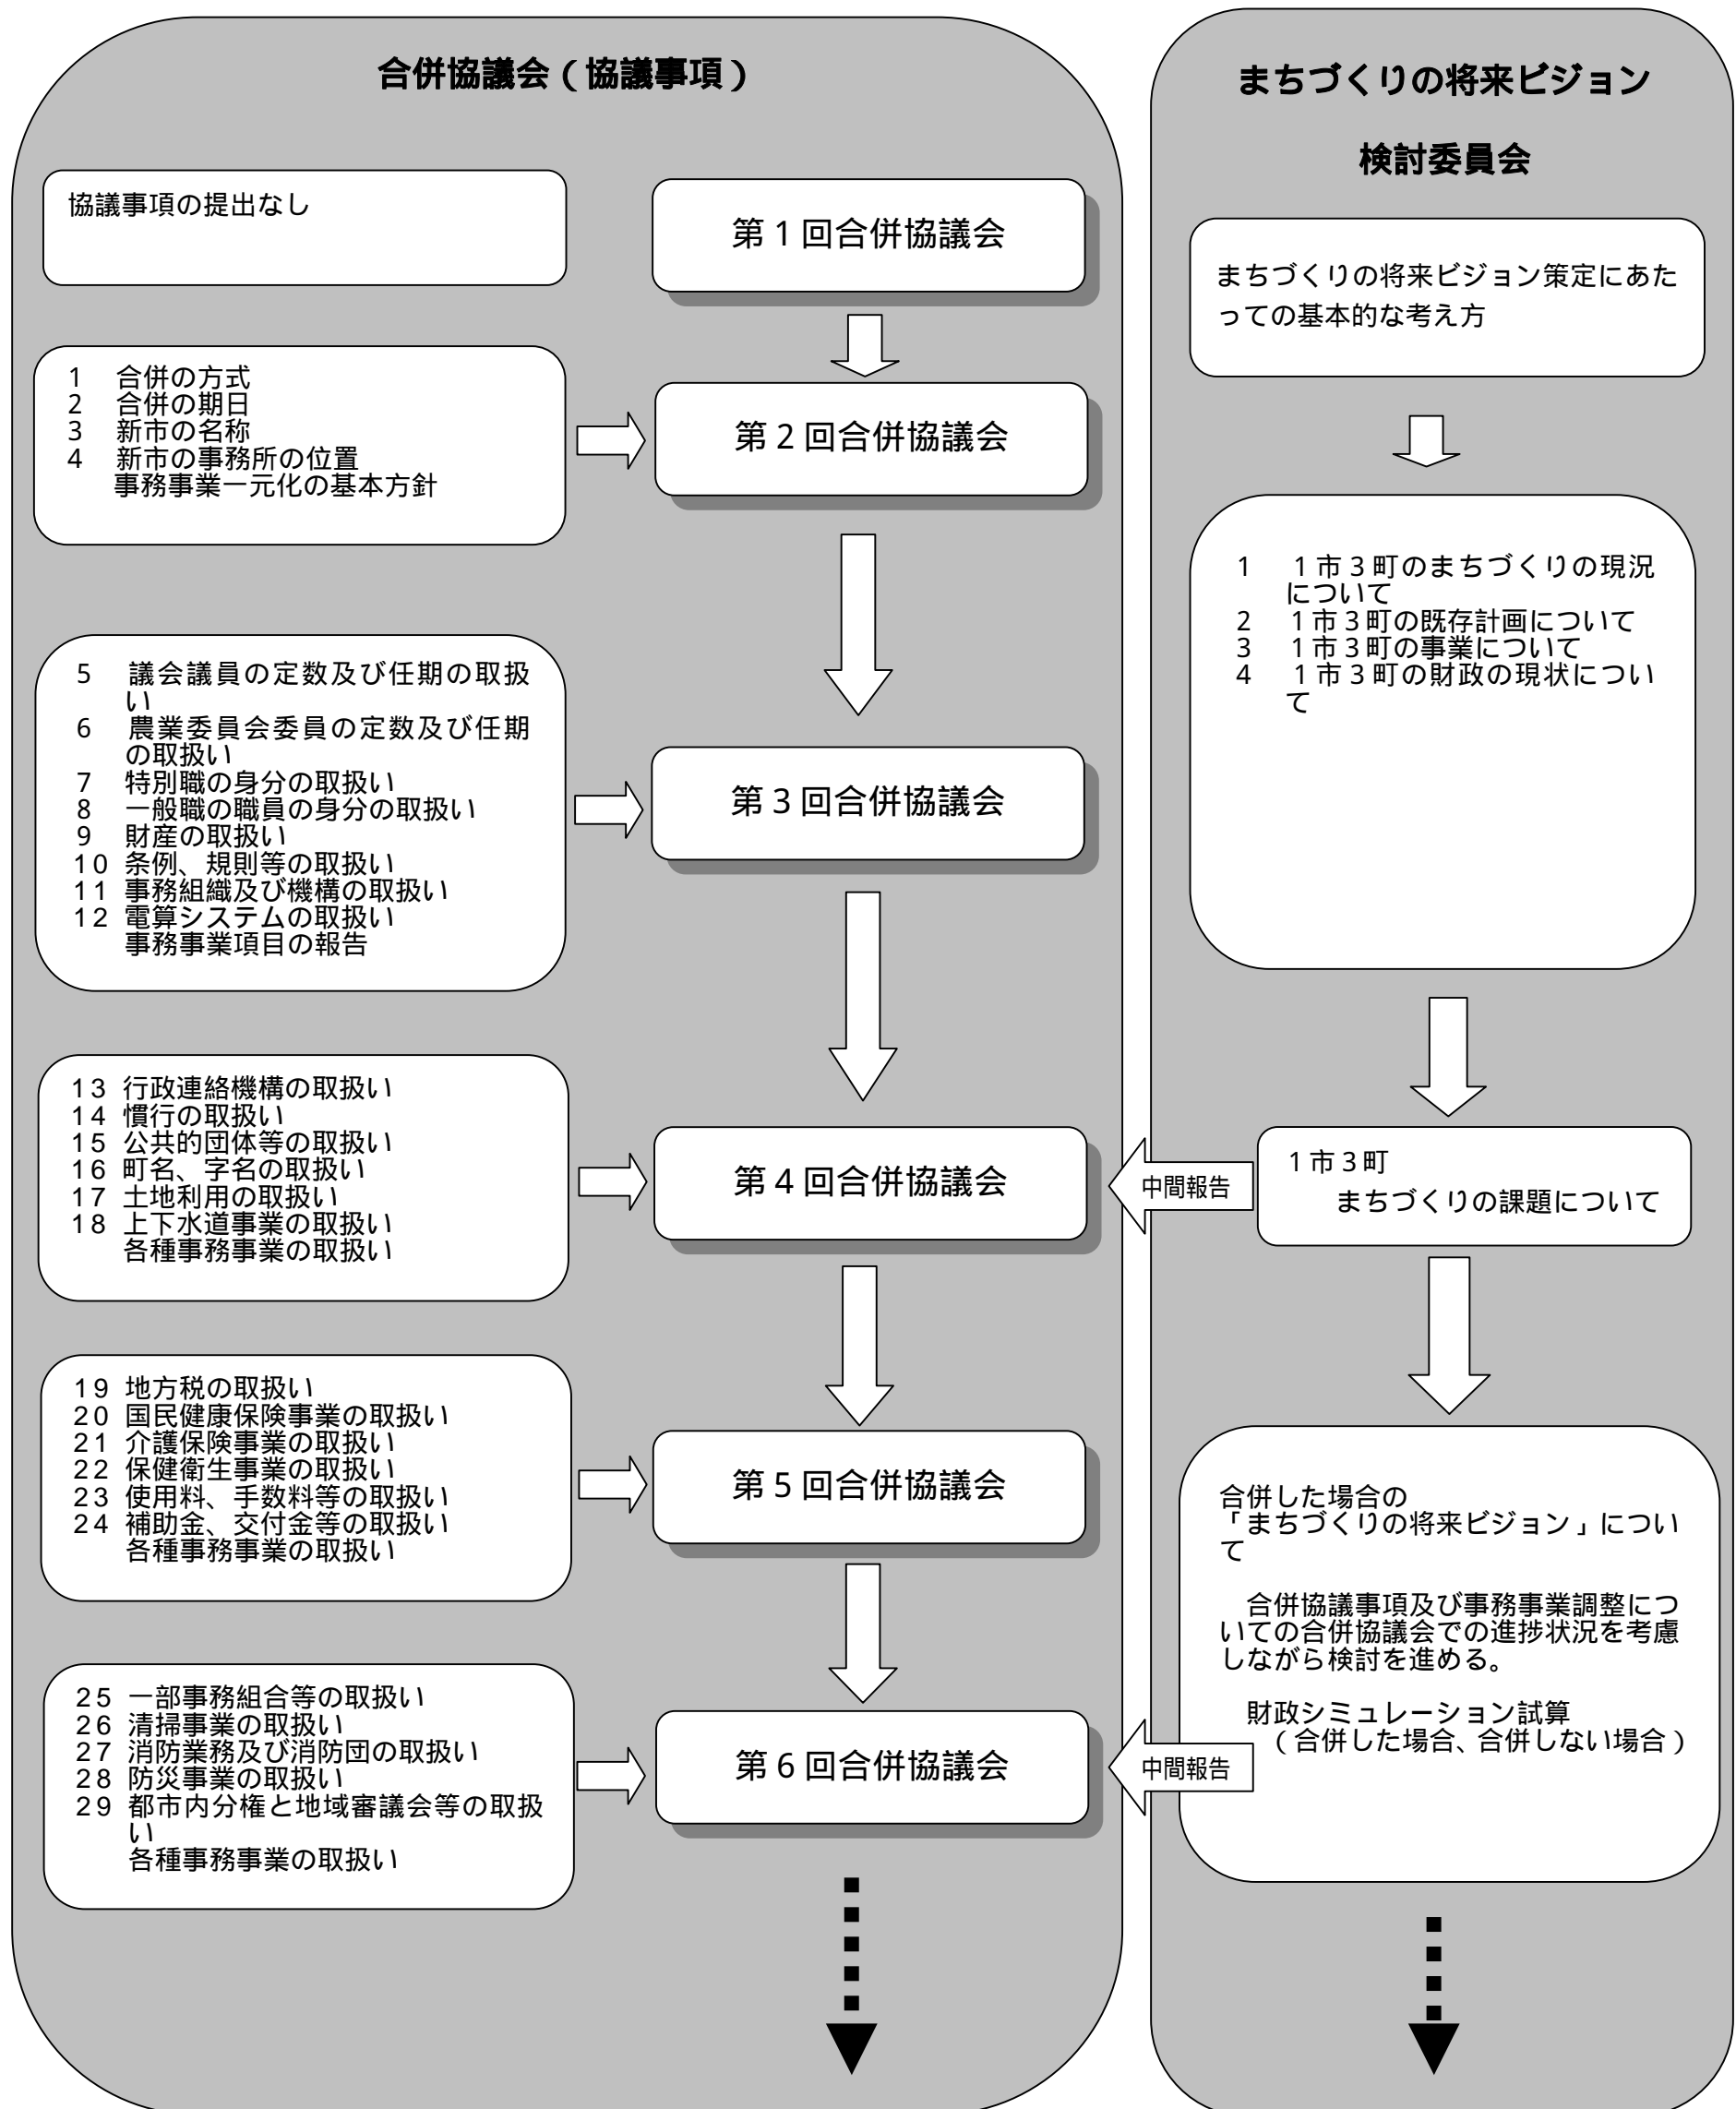 合併協議会（協議事項）
協議事項の提出なし
第１回合併協議会
1　合併の方式
2　合併の期日
3　新市の名称
4　新市の事務所の位置
事務事業一元化の基本方針
第２回合併協議会
5　議会議員の定数及び任期の取扱
い
6　農業委員会委員の定数及び任期
の取扱い
7　特別職の身分の取扱い
8　一般職の職員の身分の取扱い
9　財産の取扱い
10 条例、規則等の取扱い
11 事務組織及び機構の取扱い
12 電算システムの取扱い
事務事業項目の報告
第３回合併協議会
13 行政連絡機構の取扱い
14 慣行の取扱い
15 公共的団体等の取扱い
16 町名、字名の取扱い
17 土地利用の取扱い
18 上下水道事業の取扱い
各種事務事業の取扱い
第４回合併協議会
19 地方税の取扱い
20 国民健康保険事業の取扱い
21 介護保険事業の取扱い
22 保健衛生事業の取扱い
23 使用料、手数料等の取扱い
24 補助金、交付金等の取扱い
各種事務事業の取扱い
第５回合併協議会
25 一部事務組合等の取扱い
26 清掃事業の取扱い
27 消防業務及び消防団の取扱い
28 防災事業の取扱い
29 都市内分権と地域審議会等の取扱
い
各種事務事業の取扱い
第６回合併協議会
まちづくりの将来ビジョン
検討委員会
まちづくりの将来ビジョン策定にあた
っての基本的な考え方
1　１市３町のまちづくりの現況
について
2　１市３町の既存計画について
3　１市３町の事業について
4　１市３町の財政の現状につい
て
中間報告
１市３町
まちづくりの課題について
合併した場合の
「まちづくりの将来ビジョン」につい
て
合併協議事項及び事務事業調整につ
いての合併協議会での進捗状況を考慮
しながら検討を進める。
財政シミュレーション試算
（合併した場合、合併しない場合）
中間報告